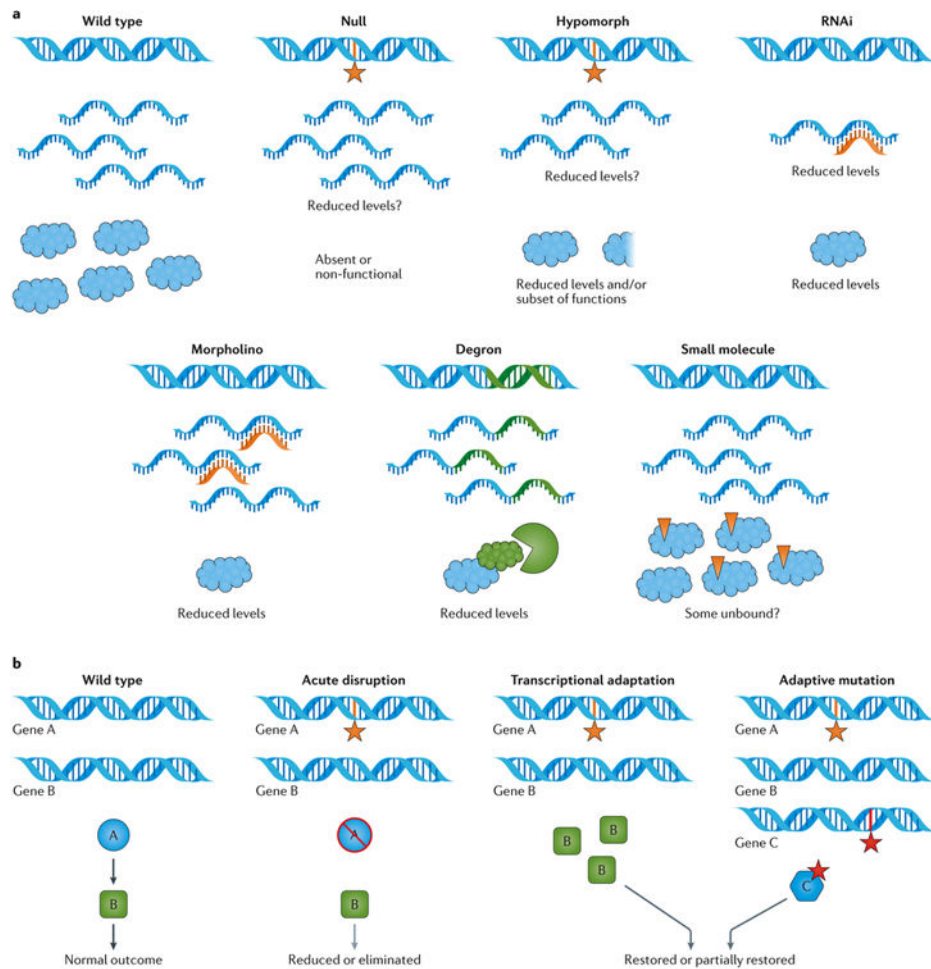 a
Wild type
Null
Hypomorph
RNAi
Reduced levels?
Reduced levels?
Reduced levels
Absent or
non-functional
Reduced levels and/or
subset of functions
Reduced levels
Morpholino
Degron
Small molecule
Reduced levels
Reduced levels
Some unbound?
b
Wild type
Acute disruption
Transcriptional adaptation
Adaptive mutation
Gene A
Gene A
Gene A
Gene A
Gene B
Gene B
Gene B
Gene B
Gene C
A
A
B
B
B
C
B
B
Normal outcome
Reduced or eliminated
Restored or partially restored